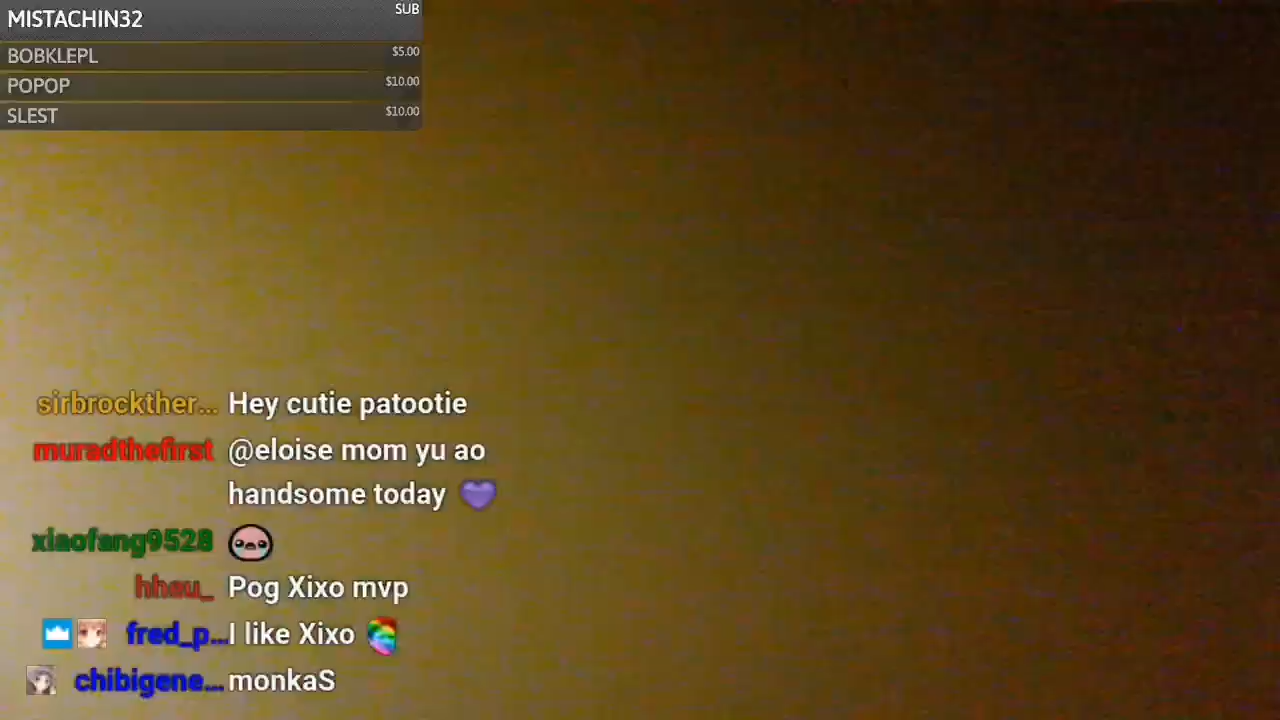 MISTACHIN32 SUB
BOBKLEPL $5.00
POPOP $10.00
SLEST $10.00
sirbrockther... Hey cutie patootie
muradthefirst @eloise mom yu ao
handsome today
xiaofang9528
hhau_ Pog Xixo mvp
fred_p... I like Xixo
chibigene... monkaS